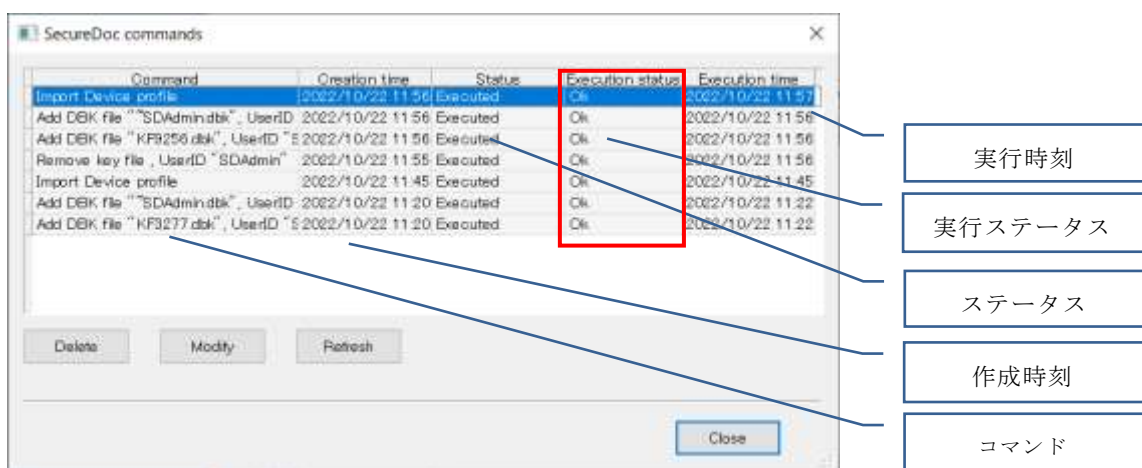 SecureDoc commands
Command Creation time Status Execution status Execution time
Import Device profile 2022/10/22 11:56 Executed Ok 2022/10/22 11:57
Add DBK file ""SDAdmin.dbk", UserID 2022/10/22 11:56 Executed Ok 2022/10/22 11:56
Add DBK file "KF9256.dbk", UserID "S 2022/10/22 11:56 Executed Ok 2022/10/22 11:56
Remove key file , UserID "SDAdmin" 2022/10/22 11:55 Executed Ok 2022/10/22 11:56
Import Device profile 2022/10/22 11:45 Executed Ok 2022/10/22 11:45
Add DBK file ""SDAdmin.dbk", UserID 2022/10/22 11:20 Executed Ok 2022/10/22 11:22
Add DBK file "KF3277.dbk", UserID "S 2022/10/22 11:20 Executed Ok 2022/10/22 11:22
Delete Modify Refresh
Close
実行時刻
実行ステータス
ステータス
作成時刻
コマンド